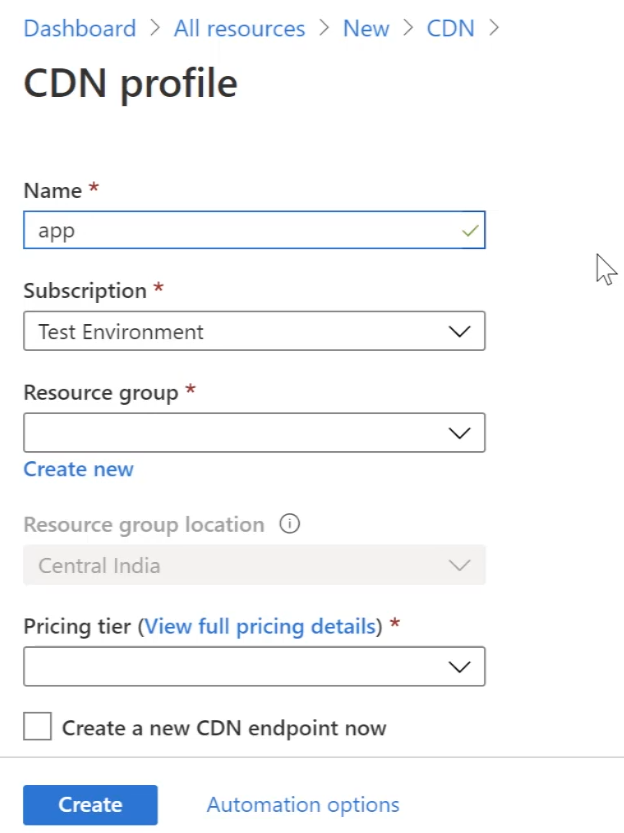 Dashboard > All resources > New > CDN >
CDN profile
Name *
app
Subscription *
Test Environment
Resource group *
Create new
Resource group location
Central India
Pricing tier (View full pricing details) *
Create a new CDN endpoint now
Create Automation options